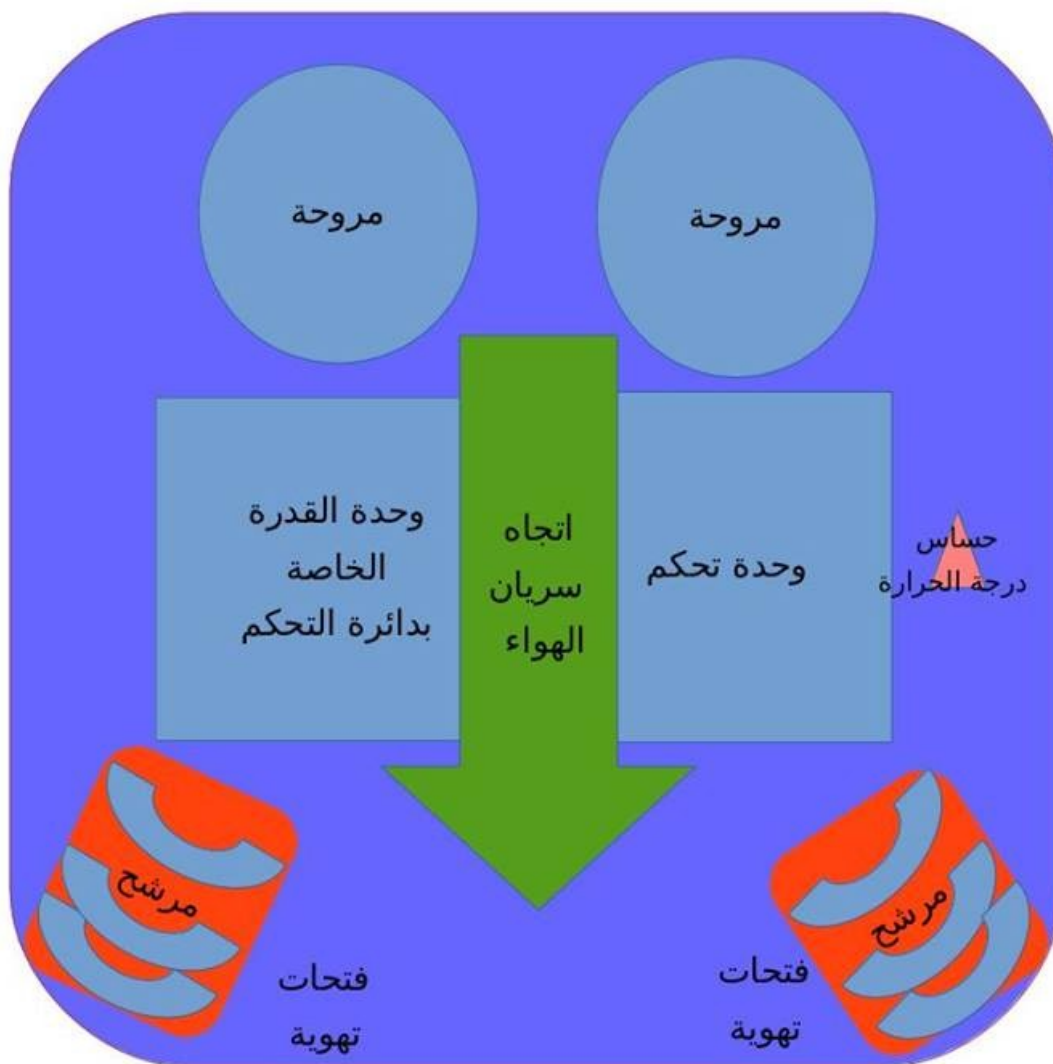 مروحة
مروحة
وحدة تحكم
اتجاه
سريان
الهواء
وحدة القدرة
الخاصة
بدائرة التحكم
حساس
درجة الحرارة
مرشح
مرشح
فتحات
تهوية
فتحات
تهوية